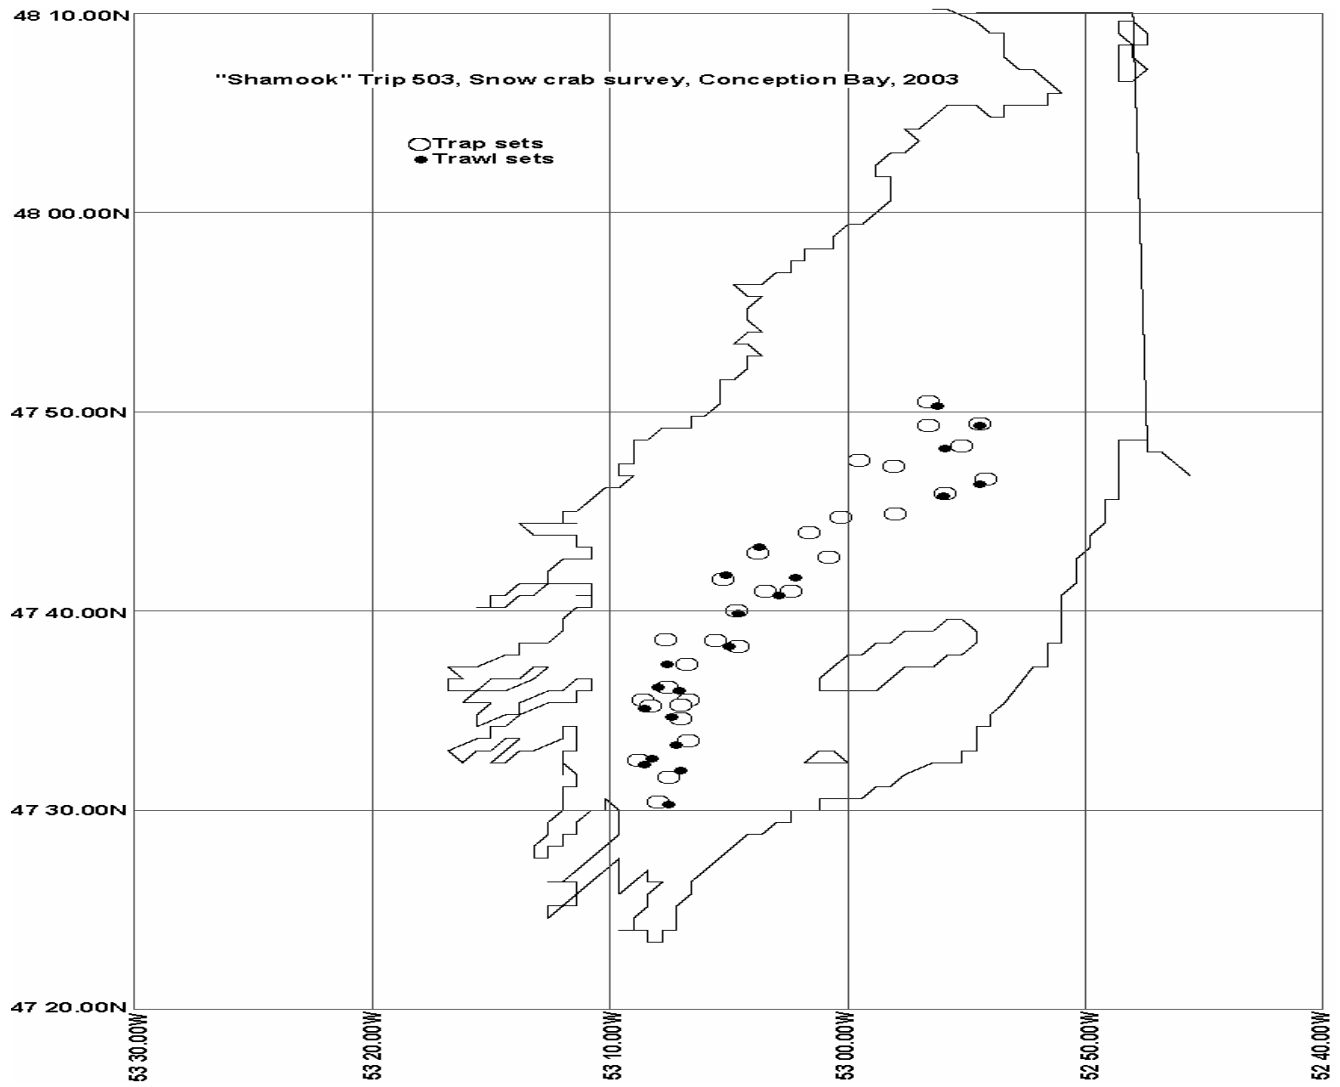 48 10.00N
"Shamook" Trip 503, Snow crab survey, Conception Bay, 2003
Trap sets
Trawl sets
48 00.00N
47 50.00N
47 40.00N
47 30.00N
47 20.00N
53 30.00W
53 20.00W
53 10.00W
53 00.00W
52 50.00W
52 40.00W